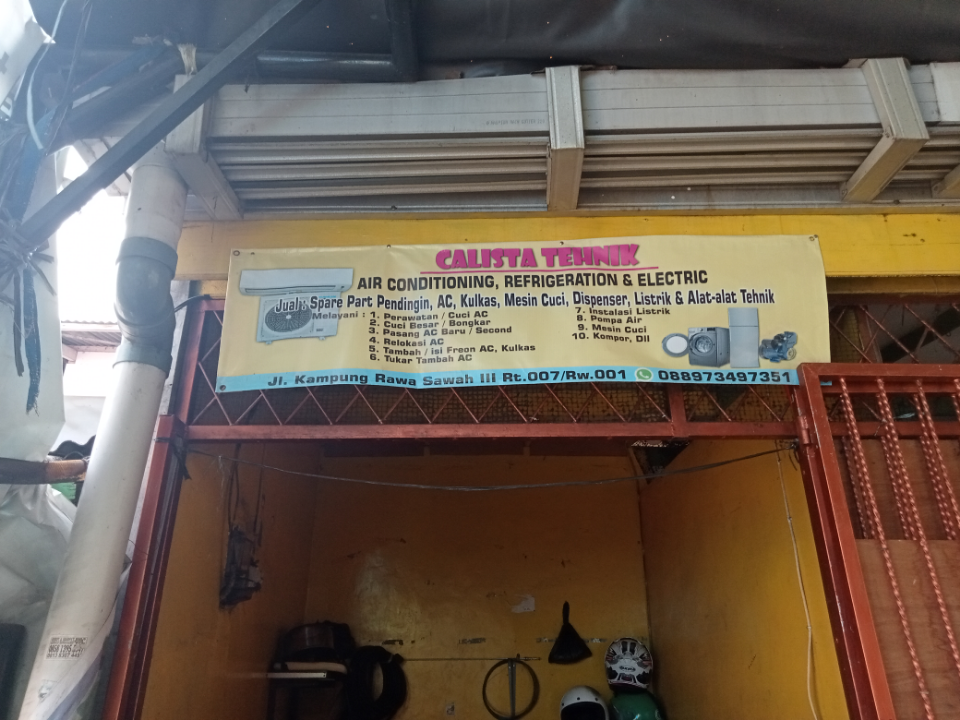 CALISTA TEHNIK
AIR CONDITIONING, REFRIGERATION & ELECTRIC
Jual : Spare Part Pendingin, AC, Kulkas, Mesin Cuci, Dispenser, Listrik & Alat-alat Tehnik
Melayani : 1. Perawatan / Cuci AC
2. Cuci Besar / Bongkar
3. Pasang AC Baru / Second
4. Relokasi AC
5. Tambah / isi Freon AC, Kulkas
6. Tukar Tambah AC
7. Instalasi Listrik
8. Pompa Air
9. Mesin Cuci
10. Kompor, Dll
Jl. Kampung Rawa Sawah III Rt.007/Rw.001 088973497351